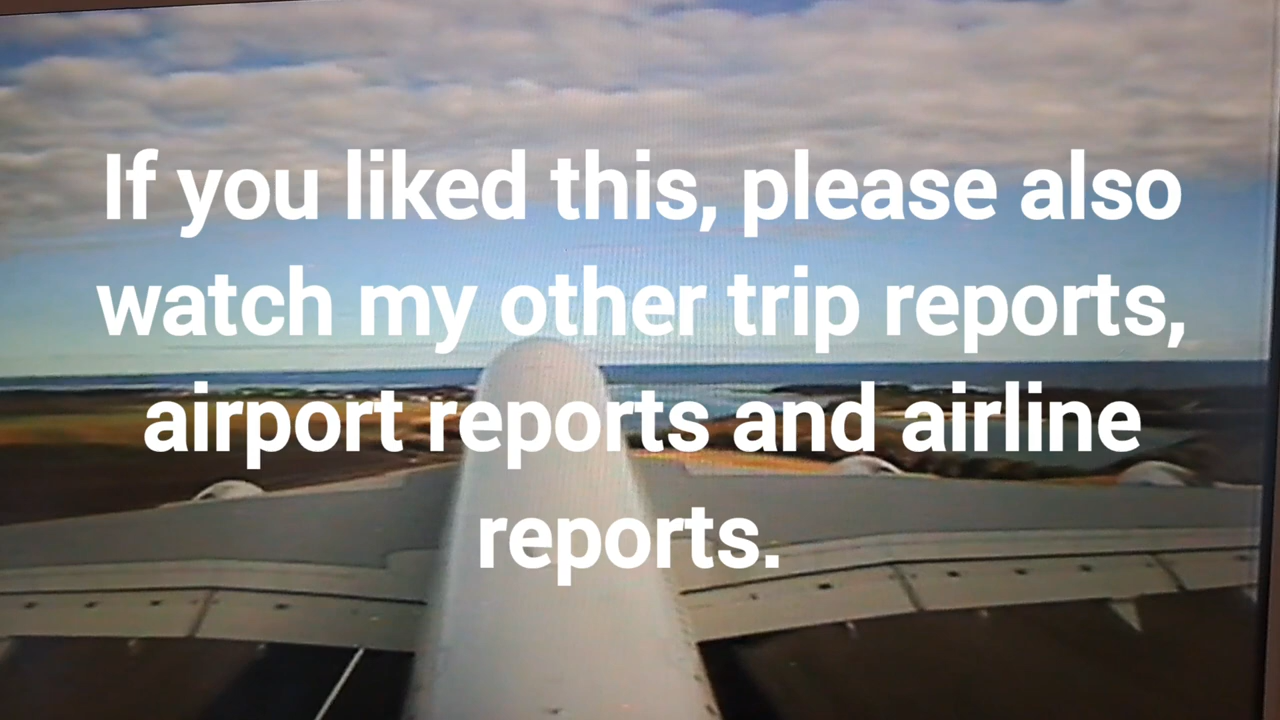 If you liked this, please also
watch my other trip reports,
airport reports and airline
reports.